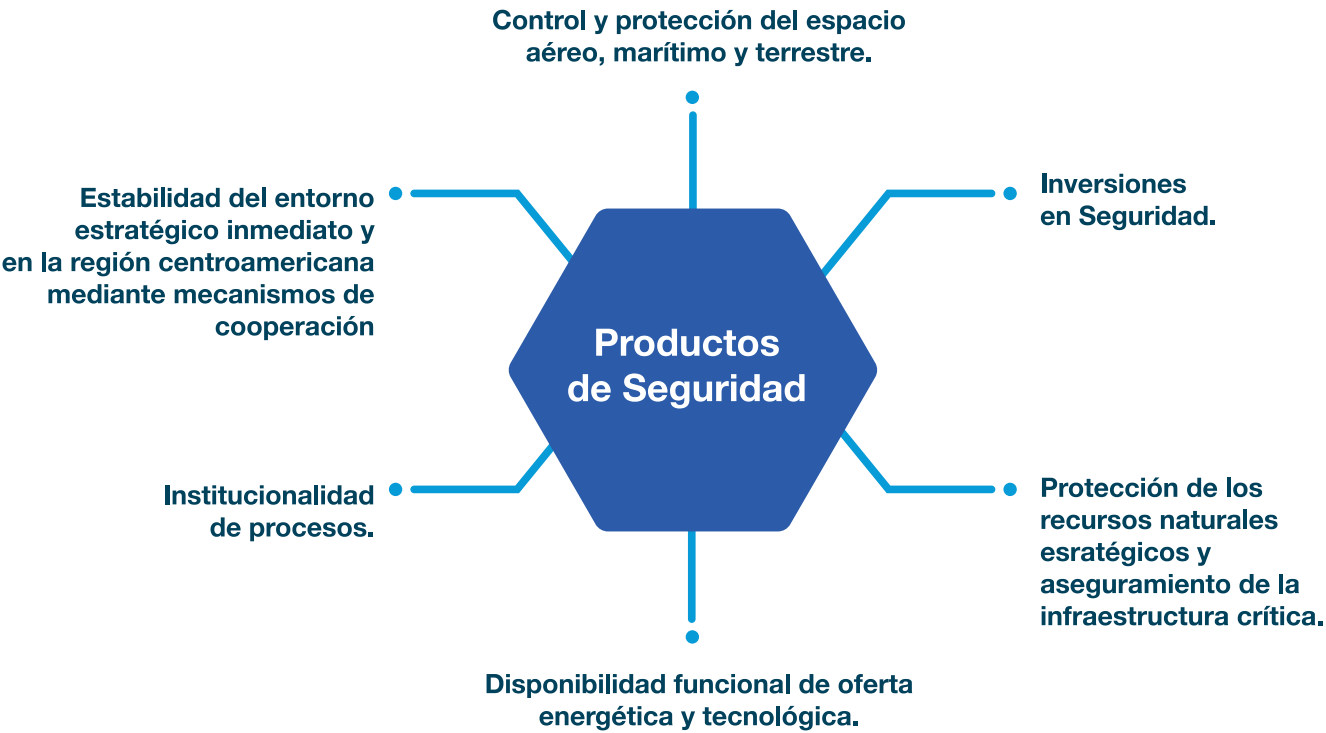 Control y protección del espacio
aéreo, marítimo y terrestre.
Estabilidad del entorno
estratégico inmediato y
en la región centroamericana
mediante mecanismos de
cooperación
Inversiones
en Seguridad.
Productos
de Seguridad
Institucionalidad
de procesos.
Protección de los
recursos naturales
esratégicos y
aseguramiento de la
infraestructura crítica.
Disponibilidad funcional de oferta
energética y tecnológica.